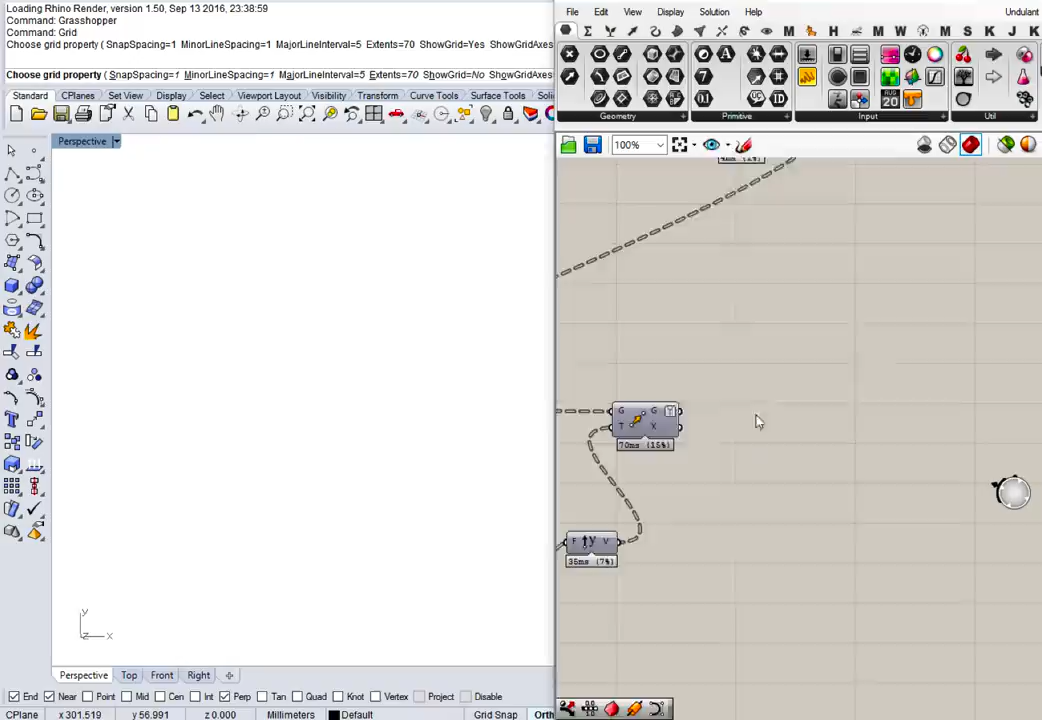 Loading Rhino Render, version 1.50, Sep 13 2016, 23:38:59
Command: Grasshopper
Command: Grid
Choose grid property ( SnapSpacing=1 MinorLineSpacing=1 MajorLineInterval=5 Extents=70 ShowGrid=Yes ShowGridAxes
Choose grid property ( SnapSpacing=1 MinorLineSpacing=1 MajorLineInterval=5 Extents=70 ShowGrid=No ShowGridAxes
Standard CPlanes Set View Display Select Viewport Layout Visibility Transform Curve Tools Surface Tools Soli
Perspective
y
z x
Perspective Top Front Right
End Near Point Mid Cen Int Perp Tan Quad Knot Vertex Project Disable
CPlane x 301.519 y 56.991 z 0.000 Millimeters Default Grid Snap Orth
File Edit View Display Solution Help Undulant
M H M W M S K J K
Geometry Primitive Input Util
100%
G G
T X
70ms (15%)
F y V
35ms (7%)